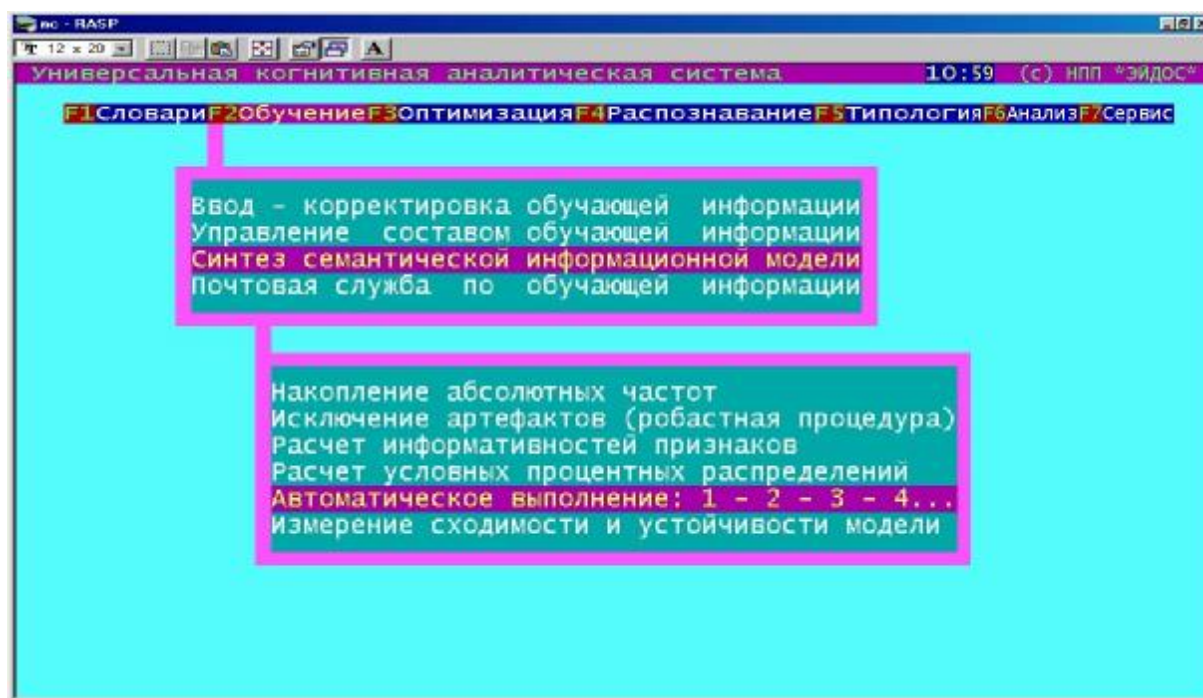 nc - RASP
12 x 20
Универсальная когнитивная аналитическая система 10:59 (с) НПП *ЭЙДОС*
F1Словари F2Обучение F3Оптимизация F4Распознавание F5Типология F6Анализ F7Сервис
Ввод – корректировка обучающей информации
Управление составом обучающей информации
Синтез семантической информационной модели
Почтовая служба по обучающей информации
Накопление абсолютных частот
Исключение артефактов (робастная процедура)
Расчет информативностей признаков
Расчет условных процентных распределений
Автоматическое выполнение: 1 – 2 – 3 – 4...
Измерение сходимости и устойчивости модели